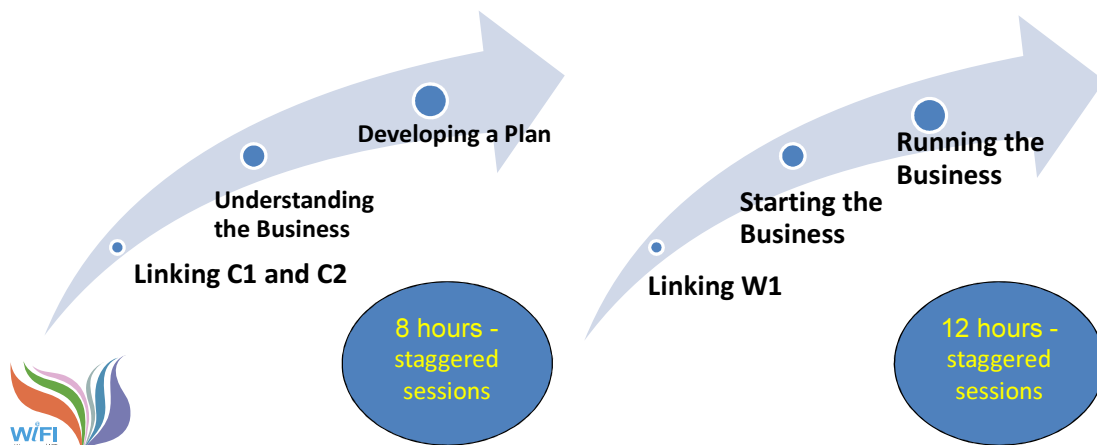 Developing a Plan
Understanding
the Business
Linking C1 and C2
8 hours -
staggered
sessions
Running the
Business
Starting the
Business
Linking W1
12 hours -
staggered
sessions
WiFI